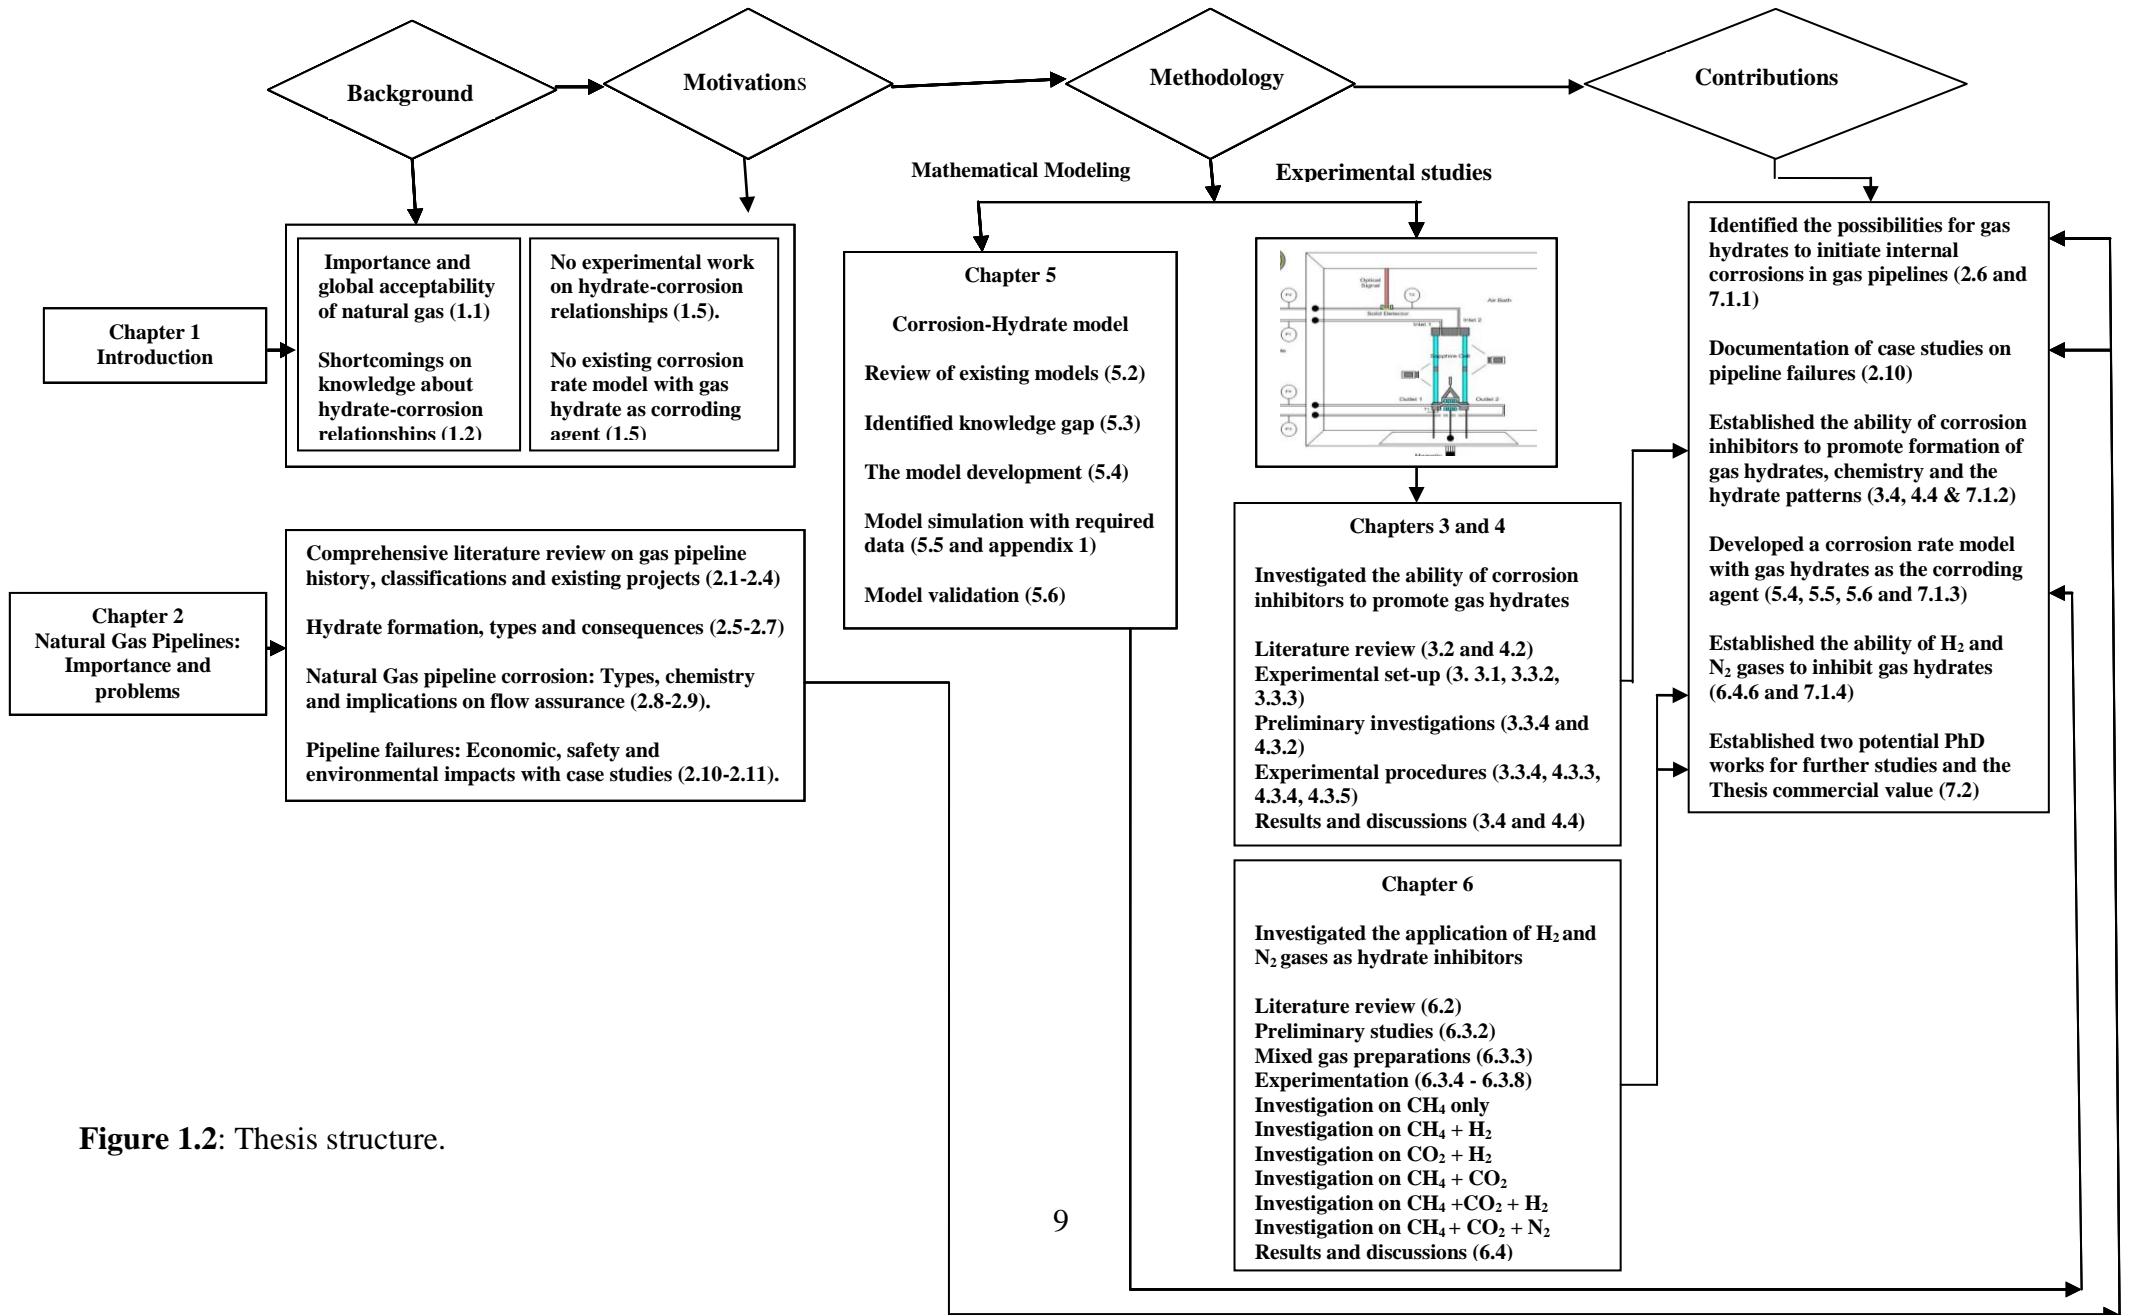 Background
Motivations
Methodology
Contributions
Mathematical Modeling
Experimental studies
Chapter 1
Introduction
Importance and
global acceptability
of natural gas (1.1)
Shortcomings on
knowledge about
hydrate-corrosion
relationships (1.2)
No experimental work
on hydrate-corrosion
relationships (1.5).
No existing corrosion
rate model with gas
hydrate as corroding
agent (1.5)
Chapter 2
Natural Gas Pipelines:
Importance and
problems
Comprehensive literature review on gas pipeline
history, classifications and existing projects (2.1-2.4)
Hydrate formation, types and consequences (2.5-2.7)
Natural Gas pipeline corrosion: Types, chemistry
and implications on flow assurance (2.8-2.9).
Pipeline failures: Economic, safety and
environmental impacts with case studies (2.10-2.11).
Chapter 5
Corrosion-Hydrate model
Review of existing models (5.2)
Identified knowledge gap (5.3)
The model development (5.4)
Model simulation with required
data (5.5 and appendix 1)
Model validation (5.6)
Optical
Signal
Air Bath
Solid Detector
Inlet 1
Inlet 2
Sapphire Cell
Outlet 1
Outlet 2
Chapters 3 and 4
Investigated the ability of corrosion
inhibitors to promote gas hydrates
Literature review (3.2 and 4.2)
Experimental set-up (3. 3.1, 3.3.2,
3.3.3)
Preliminary investigations (3.3.4 and
4.3.2)
Experimental procedures (3.3.4, 4.3.3,
4.3.4, 4.3.5)
Results and discussions (3.4 and 4.4)
Chapter 6
Investigated the application of H₂ and
N₂ gases as hydrate inhibitors
Literature review (6.2)
Preliminary studies (6.3.2)
Mixed gas preparations (6.3.3)
Experimentation (6.3.4 - 6.3.8)
Investigation on CH₄ only
Investigation on CH₄ + H₂
Investigation on CO₂ + H₂
Investigation on CH₄ + CO₂
Investigation on CH₄ +CO₂ + H₂
Investigation on CH₄ + CO₂ + N₂
Results and discussions (6.4)
Identified the possibilities for gas
hydrates to initiate internal
corrosions in gas pipelines (2.6 and
7.1.1)
Documentation of case studies on
pipeline failures (2.10)
Established the ability of corrosion
inhibitors to promote formation of
gas hydrates, chemistry and the
hydrate patterns (3.4, 4.4 & 7.1.2)
Developed a corrosion rate model
with gas hydrates as the corroding
agent (5.4, 5.5, 5.6 and 7.1.3)
Established the ability of H₂ and
N₂ gases to inhibit gas hydrates
(6.4.6 and 7.1.4)
Established two potential PhD
works for further studies and the
Thesis commercial value (7.2)
Figure 1.2: Thesis structure.
9